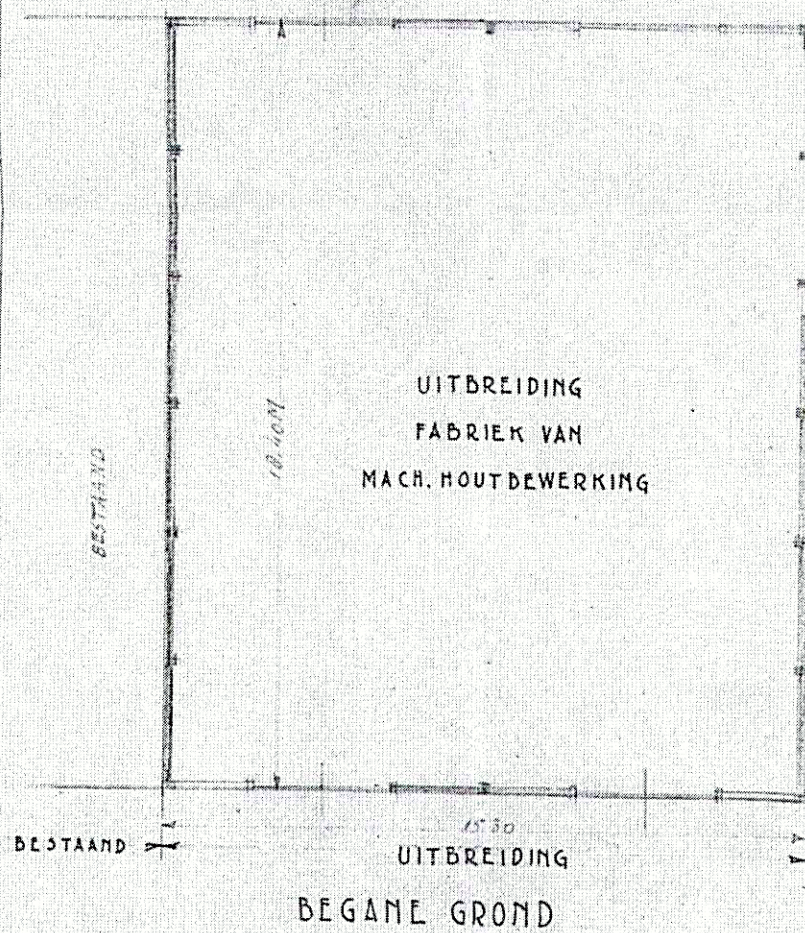 UITBREIDING
FABRIEK VAN
MACH. HOUTBEWERKING
BESTAAND
18.40M
BESTAAND
15.30
UITBREIDING
BEGANE GROND